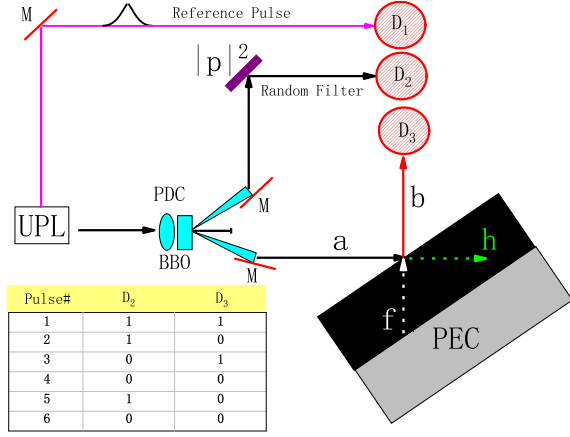 M
Reference Pulse
D1
|p|²
D2
Random Filter
D3
PDC
M
b
UPL
BBO
a
h
M
f
PEC
Pulse# D2 D3
1 1 1
2 1 0
3 0 1
4 0 0
5 1 0
6 0 0